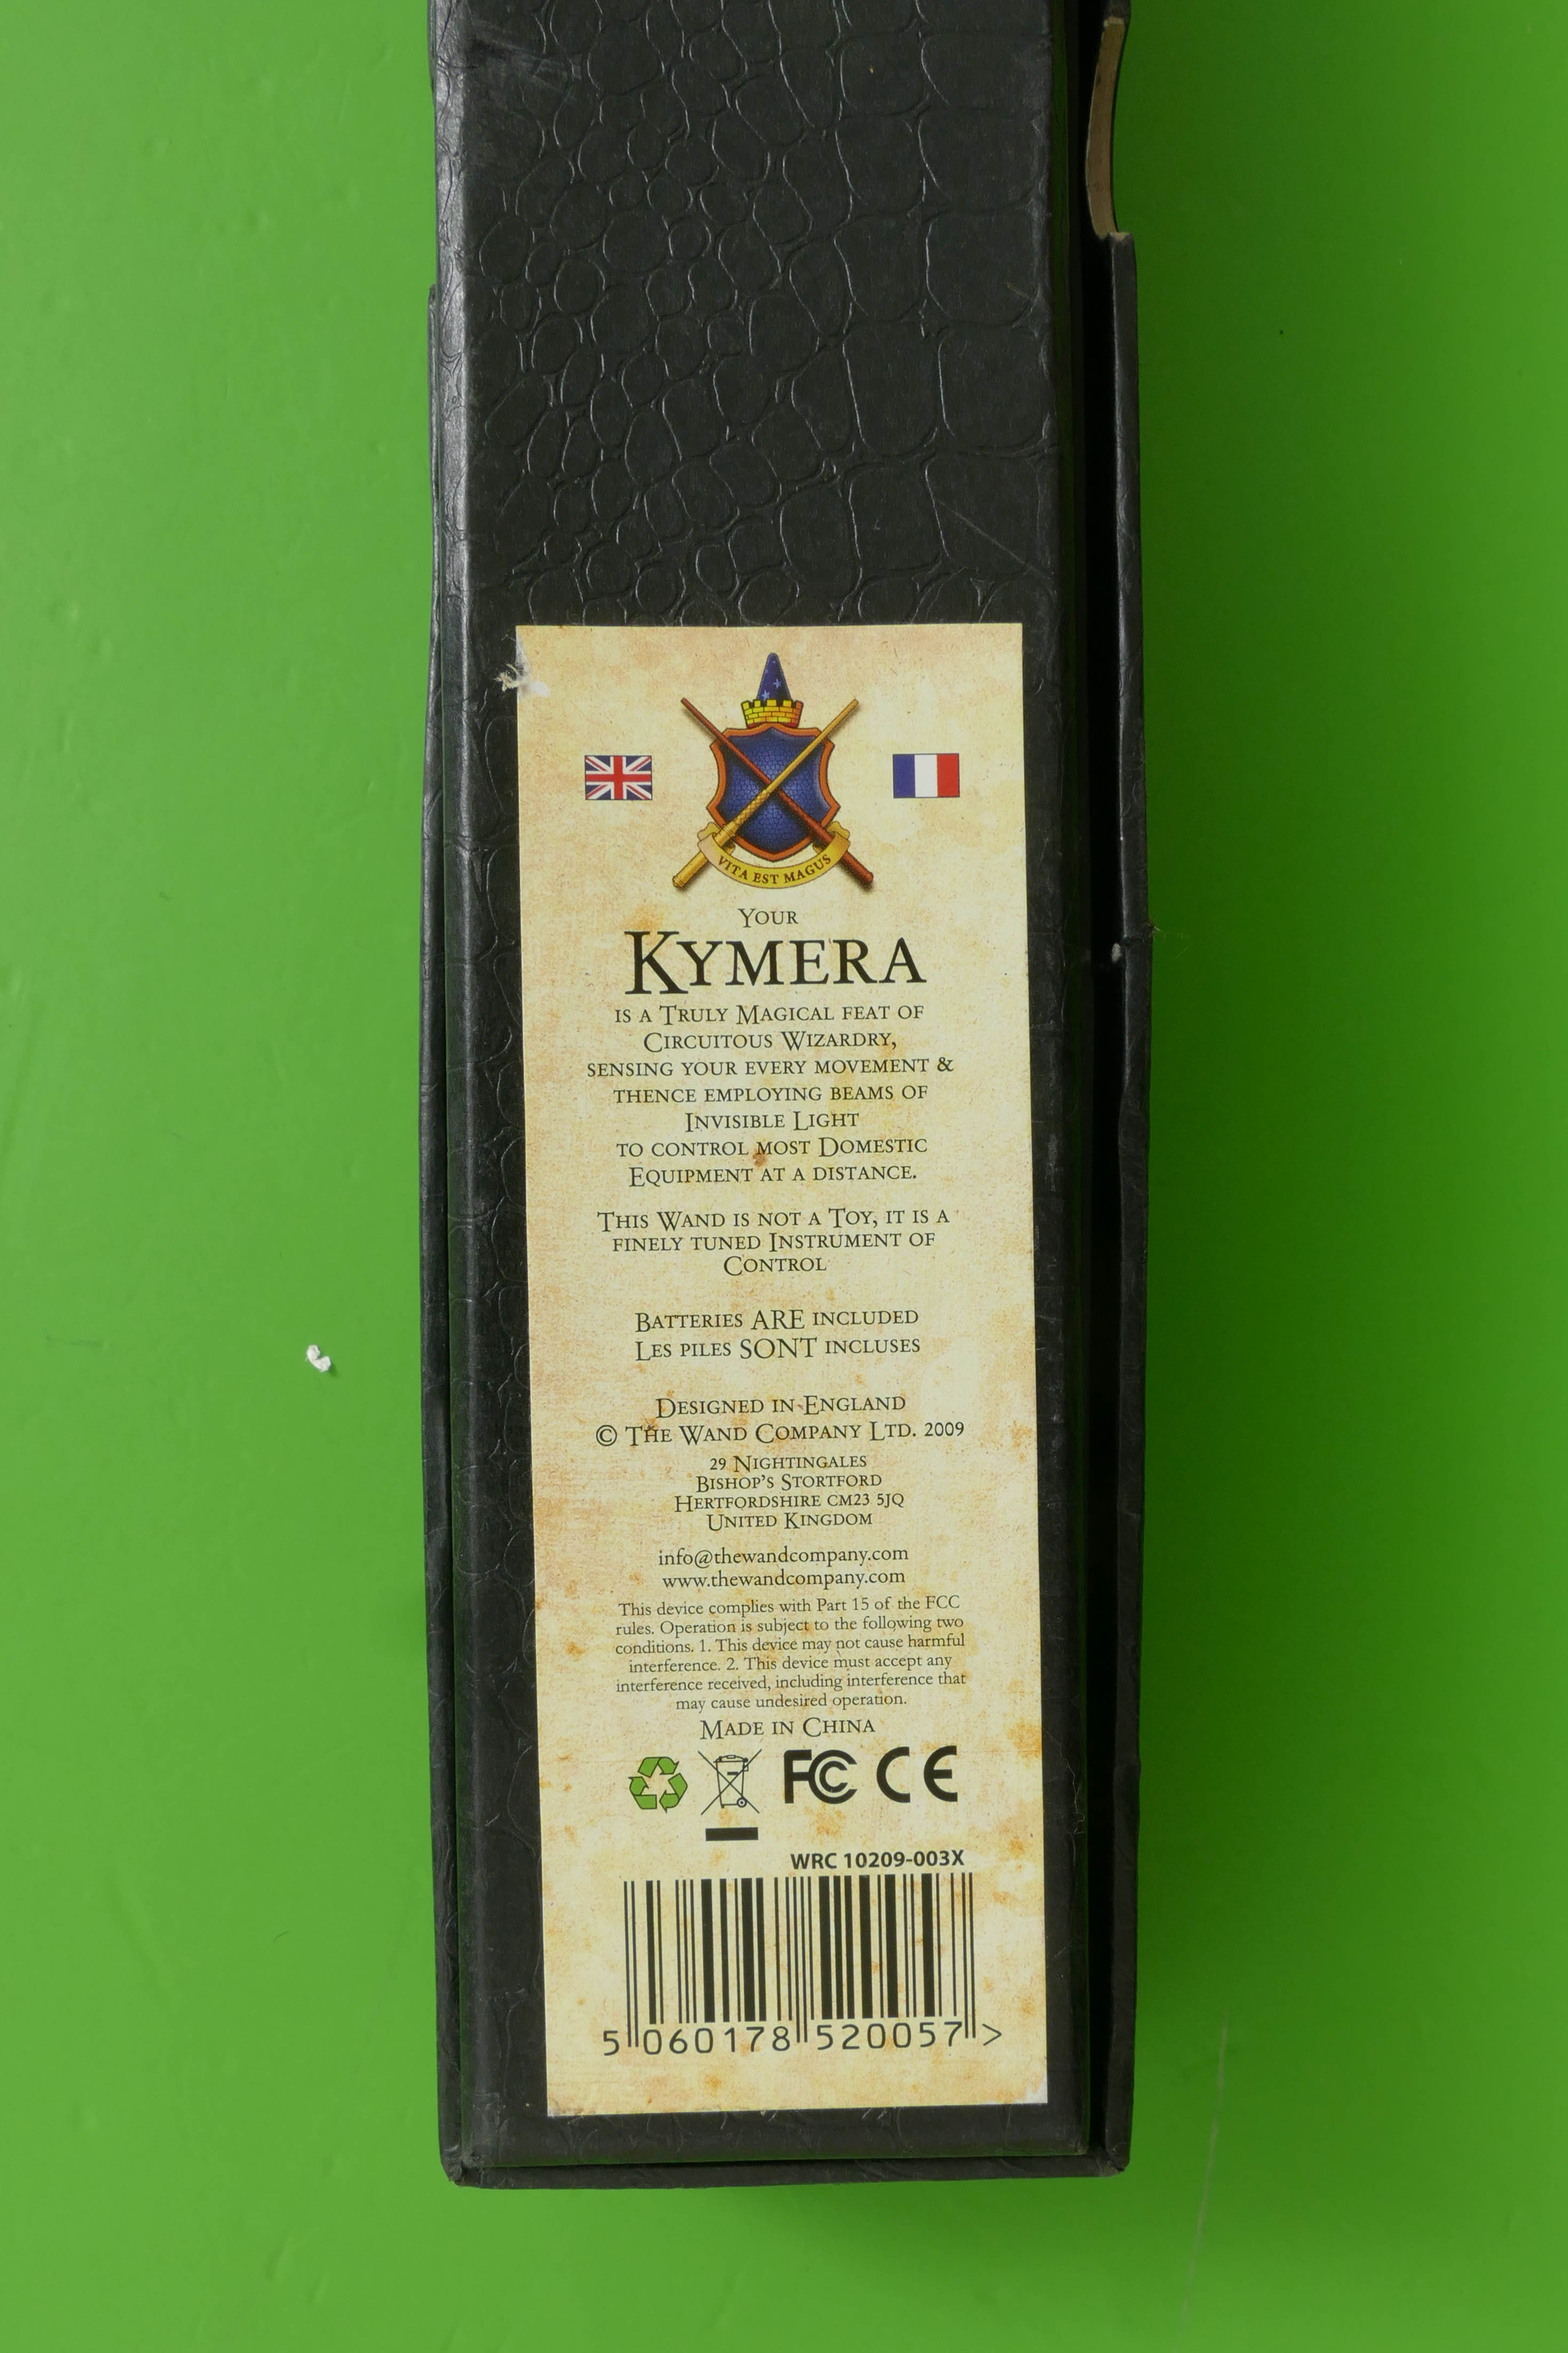 VITA EST MAGUS
YOUR
KYMERA
IS A TRULY MAGICAL FEAT OF
CIRCUITOUS WIZARDRY,
SENSING YOUR EVERY MOVEMENT &
THENCE EMPLOYING BEAMS OF
INVISIBLE LIGHT
TO CONTROL MOST DOMESTIC
EQUIPMENT AT A DISTANCE.
THIS WAND IS NOT A TOY, IT IS A
FINELY TUNED INSTRUMENT OF
CONTROL
BATTERIES ARE INCLUDED
LES PILES SONT INCLUSES
DESIGNED IN ENGLAND
© THE WAND COMPANY LTD. 2009
29 NIGHTINGALES
BISHOP'S STORTFORD
HERTFORDSHIRE CM23 5JQ
UNITED KINGDOM
info@thewandcompany.com
www.thewandcompany.com
This device complies with Part 15 of the FCC
rules. Operation is subject to the following two
conditions. 1. This device may not cause harmful
interference. 2. This device must accept any
interference received, including interference that
may cause undesired operation.
MADE IN CHINA
FC CE
WRC 10209-003X
5 060178 520057 >